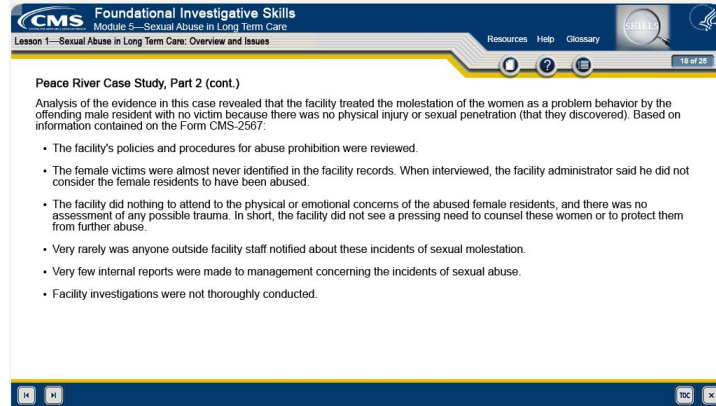 CMS
Foundational Investigative Skills
Module 5—Sexual Abuse in Long Term Care
Lesson 1—Sexual Abuse in Long Term Care: Overview and Issues
Resources Help Glossary
SKILLS
18 of 25
Peace River Case Study, Part 2 (cont.)
Analysis of the evidence in this case revealed that the facility treated the molestation of the women as a problem behavior by the
offending male resident with no victim because there was no physical injury or sexual penetration (that they discovered). Based on
information contained on the Form CMS-2567:
• The facility's policies and procedures for abuse prohibition were reviewed.
• The female victims were almost never identified in the facility records. When interviewed, the facility administrator said he did not
consider the female residents to have been abused.
• The facility did nothing to attend to the physical or emotional concerns of the abused female residents, and there was no
assessment of any possible trauma. In short, the facility did not see a pressing need to counsel these women or to protect them
from further abuse.
• Very rarely was anyone outside facility staff notified about these incidents of sexual molestation.
• Very few internal reports were made to management concerning the incidents of sexual abuse.
• Facility investigations were not thoroughly conducted.
TOC